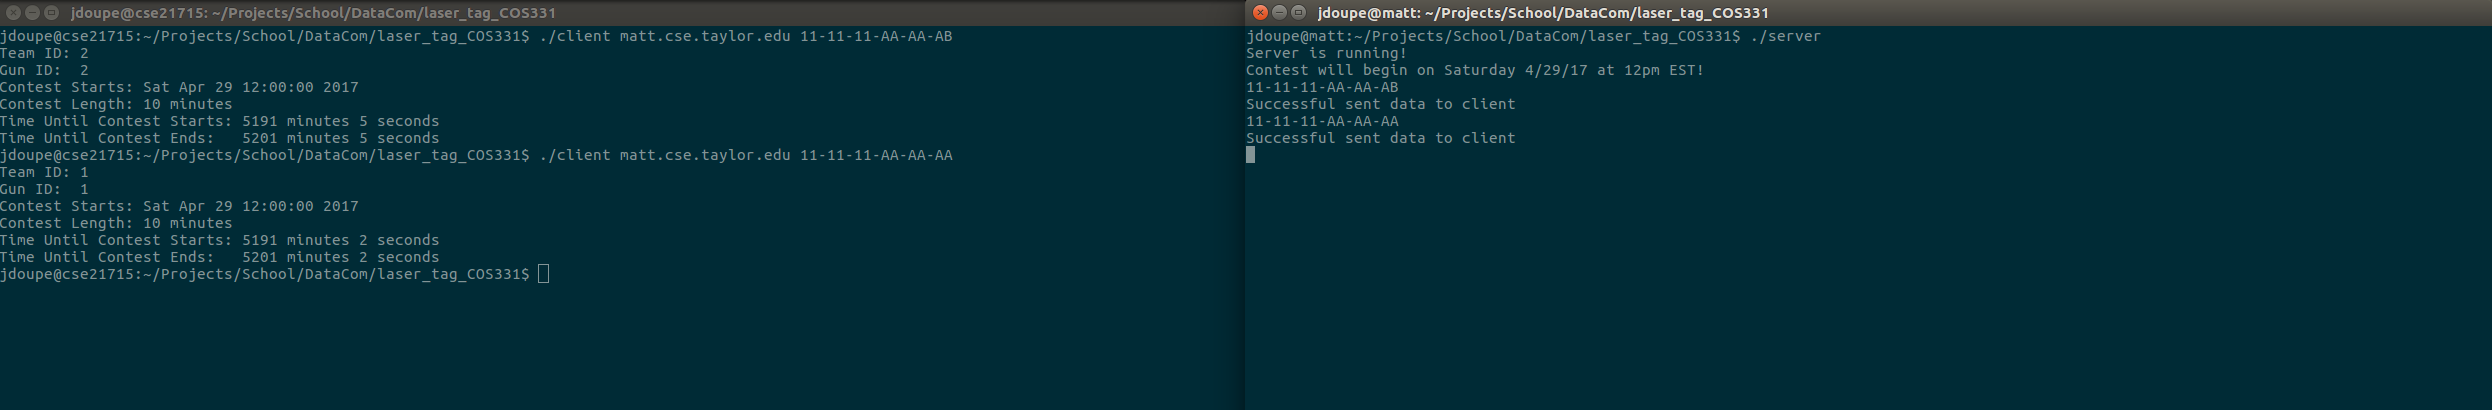 jdoupe@cse21715: ~/Projects/School/DataCom/laser_tag_COS331
jdoupe@cse21715:~/Projects/School/DataCom/laser_tag_COS331$ ./client matt.cse.taylor.edu 11-11-11-AA-AA-AB
Team ID: 2
Gun ID:  2
Contest Starts: Sat Apr 29 12:00:00 2017
Contest Length: 10 minutes
Time Until Contest Starts: 5191 minutes 5 seconds
Time Until Contest Ends:   5201 minutes 5 seconds
jdoupe@cse21715:~/Projects/School/DataCom/laser_tag_COS331$ ./client matt.cse.taylor.edu 11-11-11-AA-AA-AA
Team ID: 1
Gun ID:  1
Contest Starts: Sat Apr 29 12:00:00 2017
Contest Length: 10 minutes
Time Until Contest Starts: 5191 minutes 2 seconds
Time Until Contest Ends:   5201 minutes 2 seconds
jdoupe@cse21715:~/Projects/School/DataCom/laser_tag_COS331$
jdoupe@matt: ~/Projects/School/DataCom/laser_tag_COS331
jdoupe@matt:~/Projects/School/DataCom/laser_tag_COS331$ ./server
Server is running!
Contest will begin on Saturday 4/29/17 at 12pm EST!
11-11-11-AA-AA-AB
Successful sent data to client
11-11-11-AA-AA-AA
Successful sent data to client